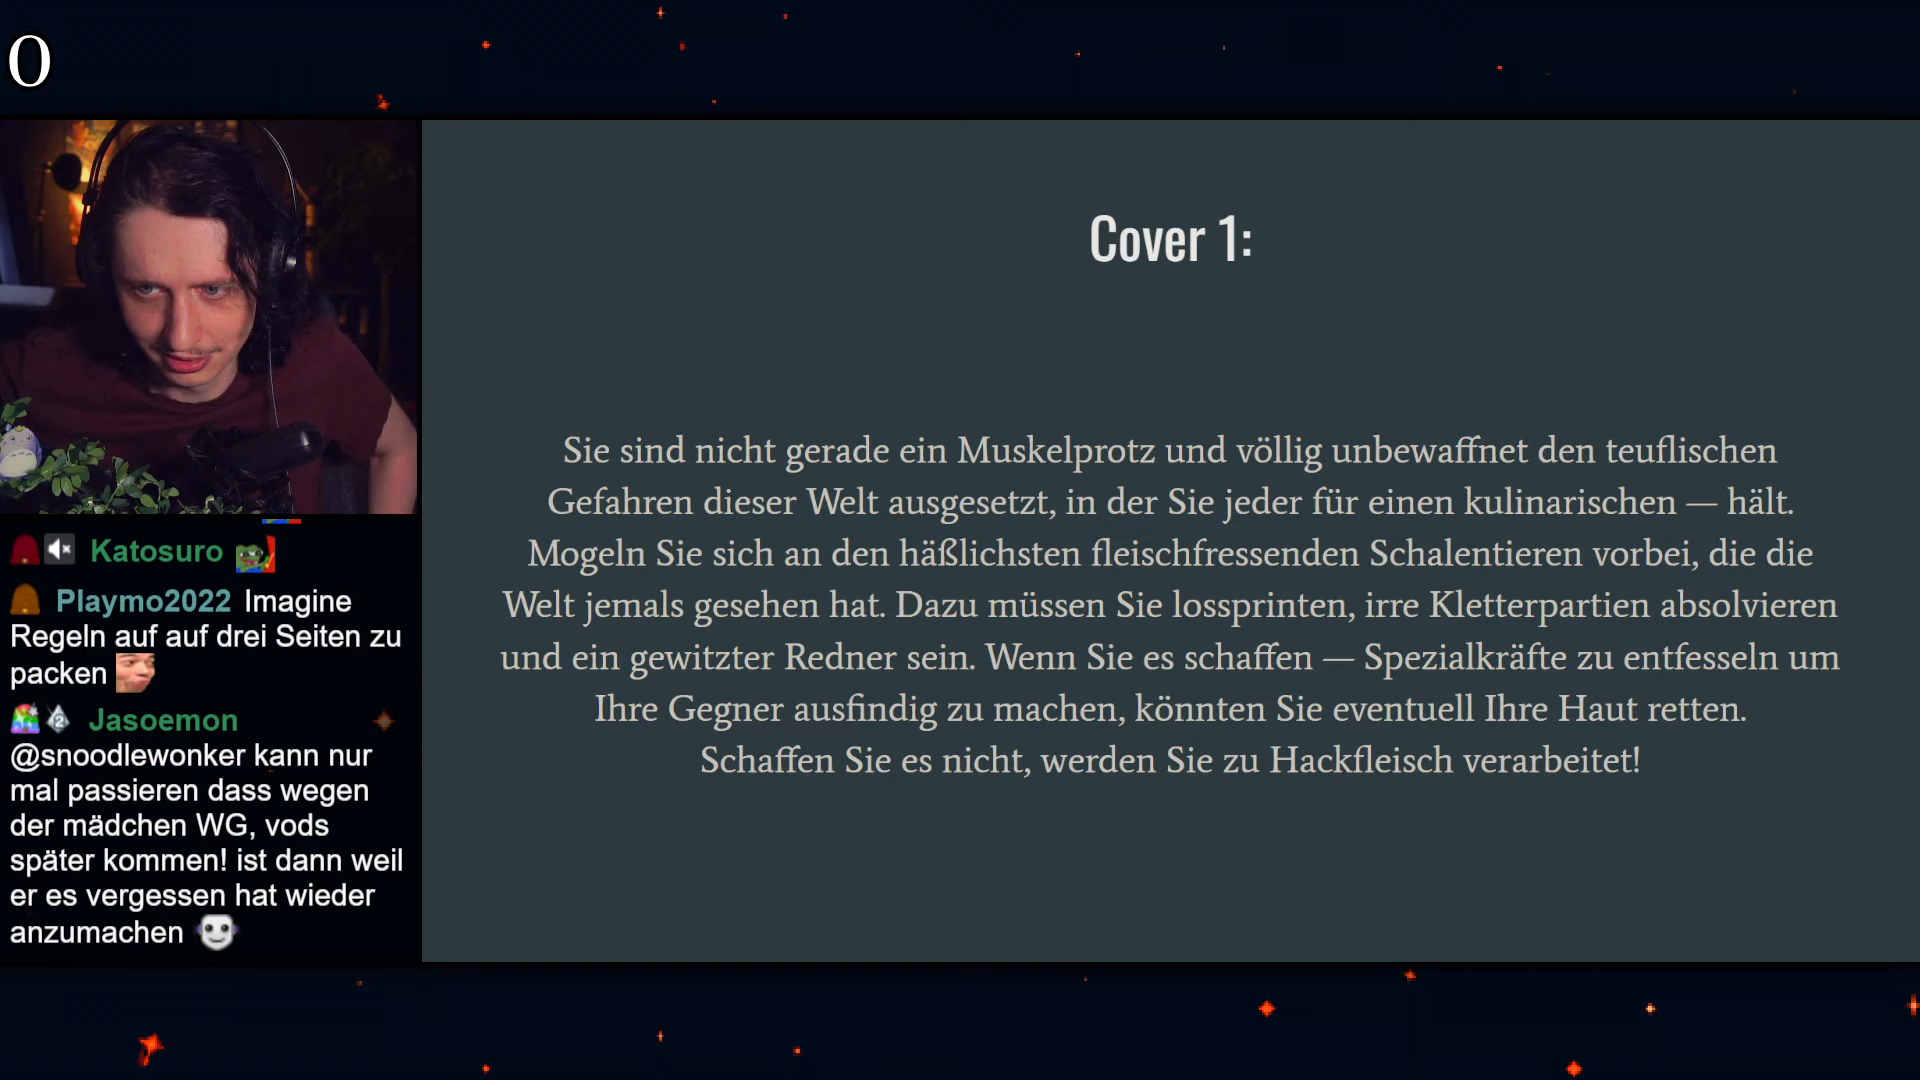 0
Cover 1:
Sie sind nicht gerade ein Muskelprotz und völlig unbewaffnet den teuflischen
Gefahren dieser Welt ausgesetzt, in der Sie jeder für einen kulinarischen — hält.
Mogeln Sie sich an den häßlichsten fleischfressenden Schalentieren vorbei, die die
Welt jemals gesehen hat. Dazu müssen Sie lossprinten, irre Kletterpartien absolvieren
und ein gewitzter Redner sein. Wenn Sie es schaffen — Spezialkräfte zu entfesseln um
Ihre Gegner ausfindig zu machen, könnten Sie eventuell Ihre Haut retten.
Schaffen Sie es nicht, werden Sie zu Hackfleisch verarbeitet!
Katosuro
Playmo2022 Imagine
Regeln auf auf drei Seiten zu
packen
2 Jasoemon
@snoodlewonker kann nur
mal passieren dass wegen
der mädchen WG, vods
später kommen! ist dann weil
er es vergessen hat wieder
anzumachen